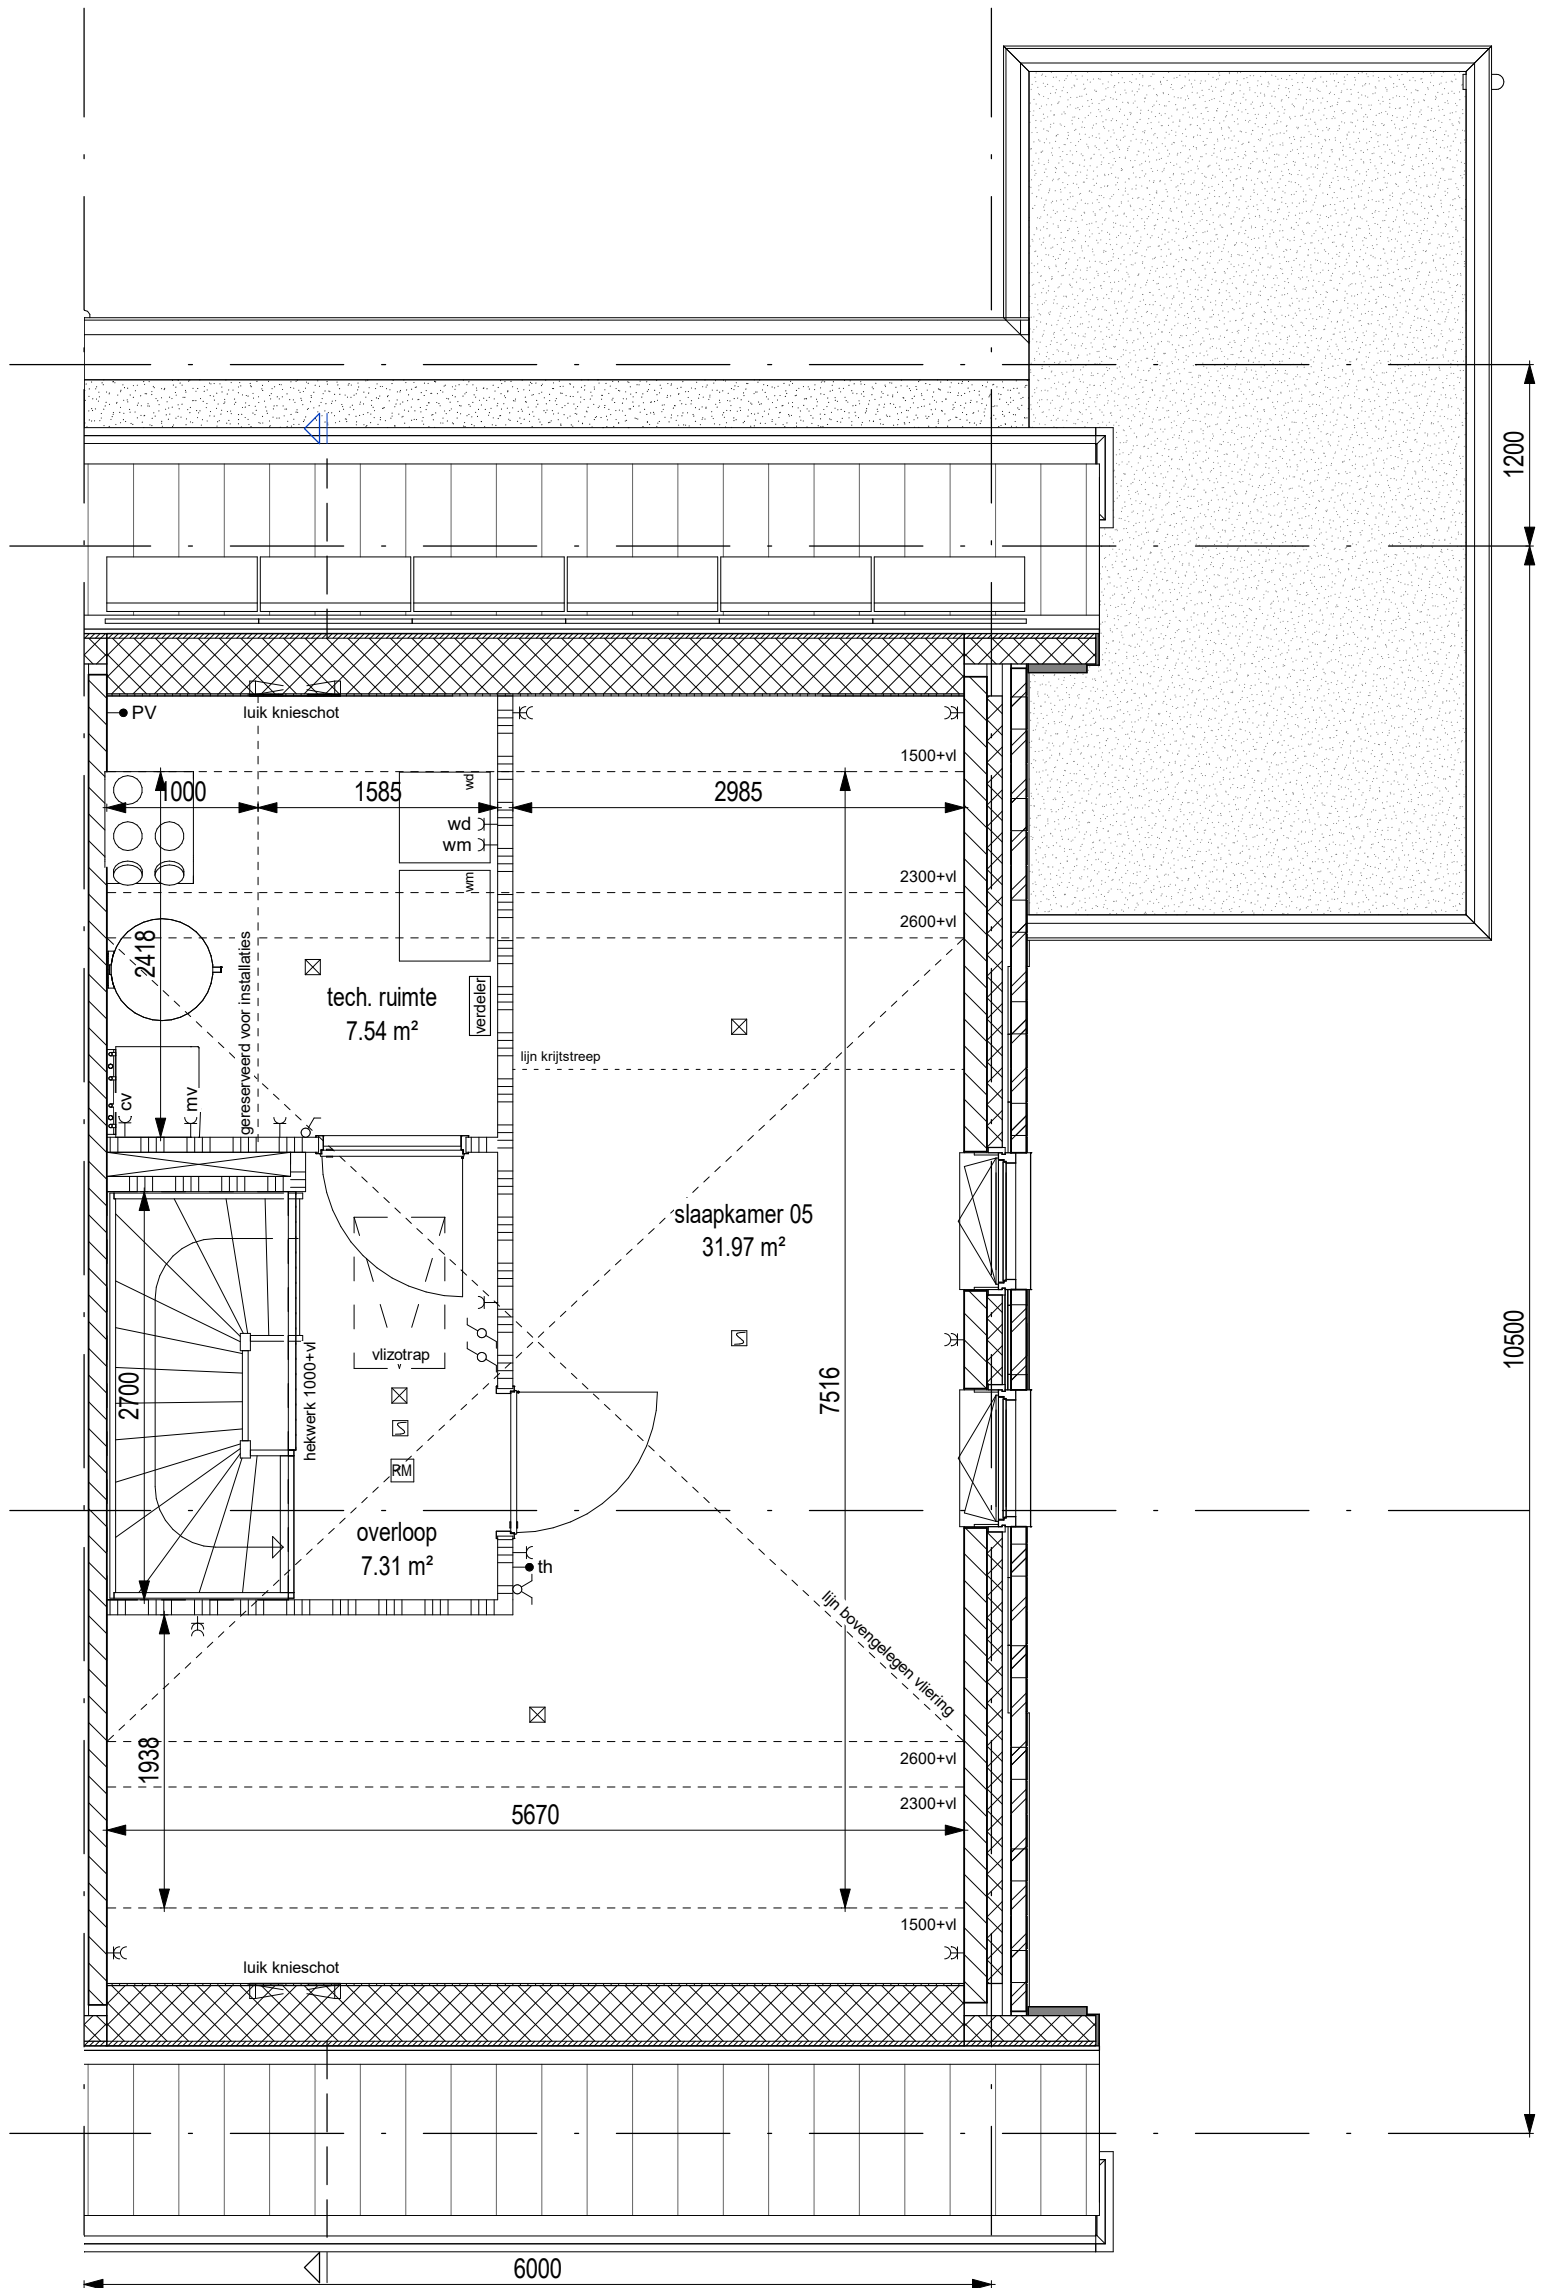 1200
PV
luik knieschot
1500+vl
1000
1585
wd
2985
wd
wm
wm
2300+vl
2600+vl
2418
gereserveerd voor installaties
tech. ruimte
7.54 m²
verdeler
lijn krijtstreep
cv
mv
slaapkamer 05
31.97 m²
vlizotrap
hekwerk 1000+vl
2700
7516
10500
RM
overloop
7.31 m²
th
lijn bovengelegen vliering
1938
2600+vl
2300+vl
5670
1500+vl
luik knieschot
6000